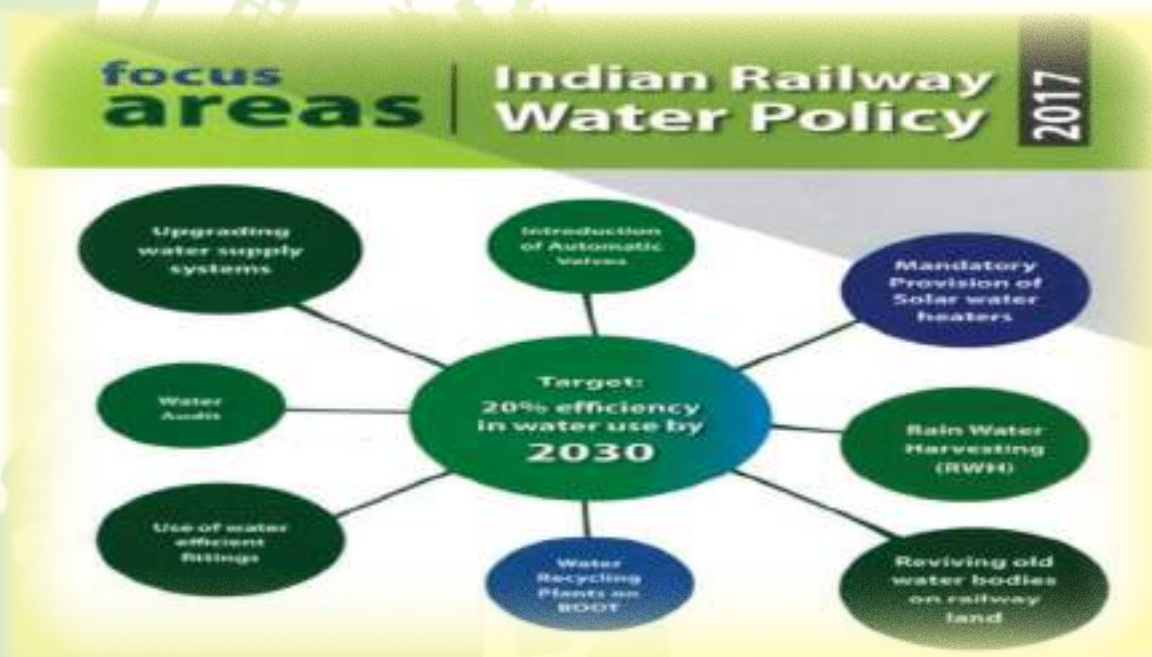 focus
areas
Indian Railway
Water Policy
2017
Upgrading
water supply
systems
Introduction
of Automatic
Valves
Mandatory
Provision of
Solar water
heaters
Water
Audit
Target:
20% efficiency
in water use by
2030
Rain Water
Harvesting
(RWH)
Use of water
efficient
fittings
Water
Recycling
Plants on
BOOT
Reviving old
water bodies
on railway
land